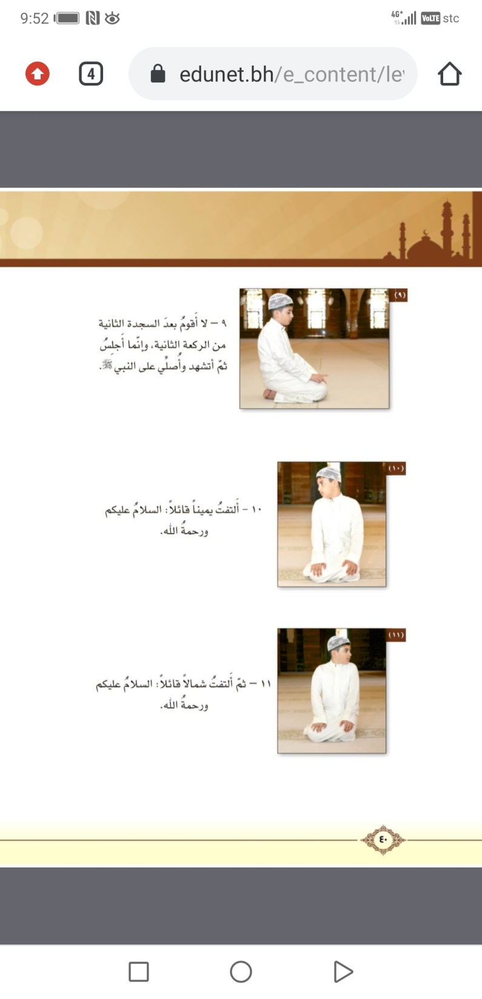 9:52
4G+
VoLTE
stc
4
edunet.bh/e_content/le
(٩)
٩ – لا أَقومُ بعدَ السجدة الثانية
من الركعة الثانية، وإنّما أَجلِسُ
ثمّ أتشهد وأُصلِّي على النبي ﷺ.
(١٠)
١٠ – أَلتفتُ يميناً قائلاً: السلامُ عليكم
ورحمةُ الله.
(١١)
١١ – ثمّ أَلتفتُ شمالاً قائلاً: السلامُ عليكم
ورحمةُ الله.
٤٠